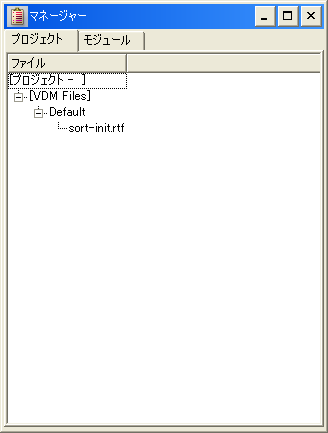 マネージャー
プロジェクト モジュール
ファイル
[プロジェクト - ]
[VDM Files]
Default
sort-init.rtf